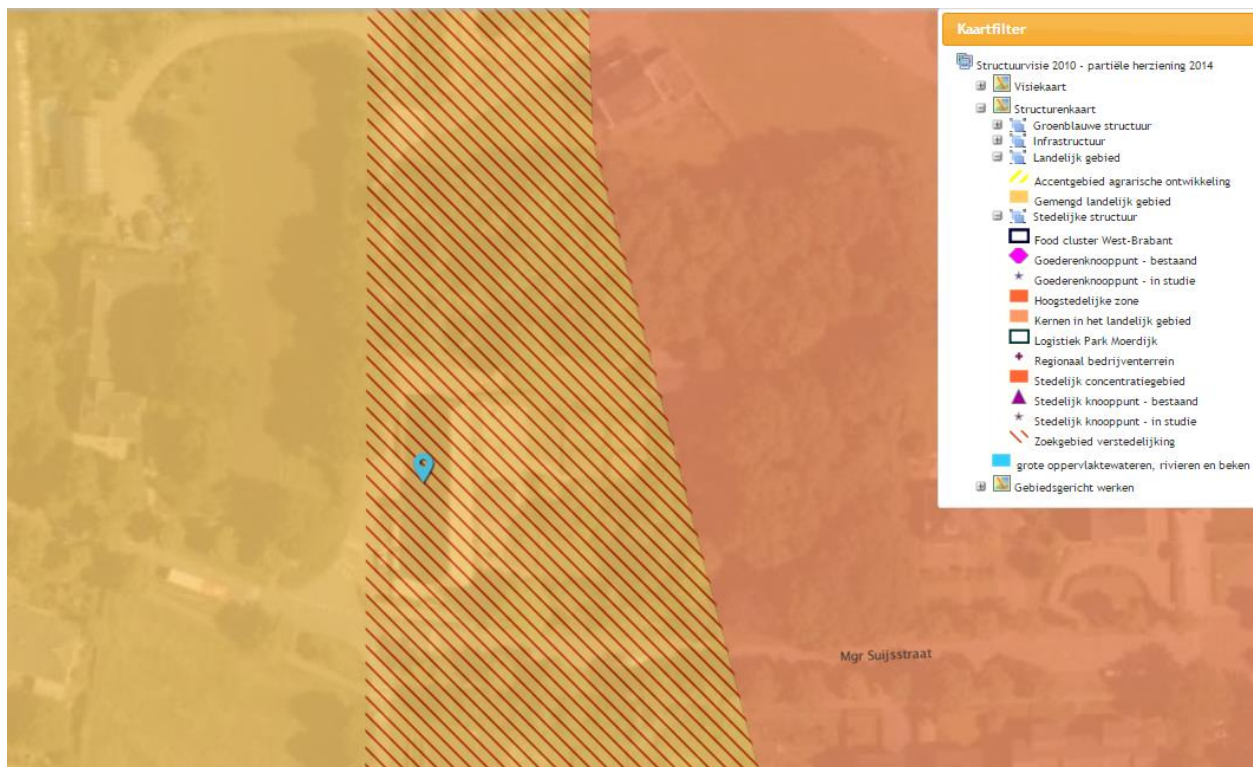 Kaartfilter
Structuurvisie 2010 - partiële herziening 2014
Visiekaart
Structurenkaart
Groenblauwe structuur
Infrastructuur
Landelijk gebied
Accentgebied agrarische ontwikkeling
Gemengd landelijk gebied
Stedelijke structuur
Food cluster West-Brabant
Goederenknooppunt - bestaand
Goederenknooppunt - in studie
Hoogstedelijke zone
Kernen in het landelijk gebied
Logistiek Park Moerdijk
Regionaal bedrijventerrein
Stedelijk concentratiegebied
Stedelijk knooppunt - bestaand
Stedelijk knooppunt - in studie
Zoekgebied verstedelijking
grote oppervlaktewateren, rivieren en beken
Gebiedsgericht werken
Mgr Suijsstraat